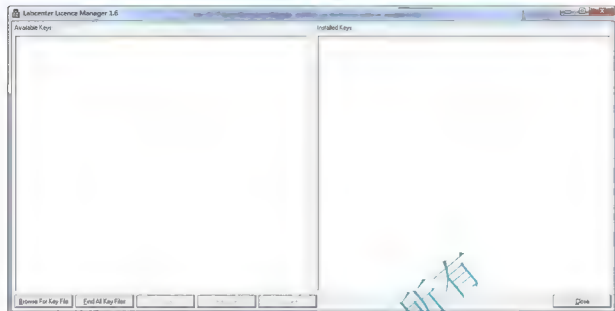 Labcenter Licence Manager 1.6
Available Keys:
Installed Keys:
Browse For Key File
Find All Key Files
Close
所有